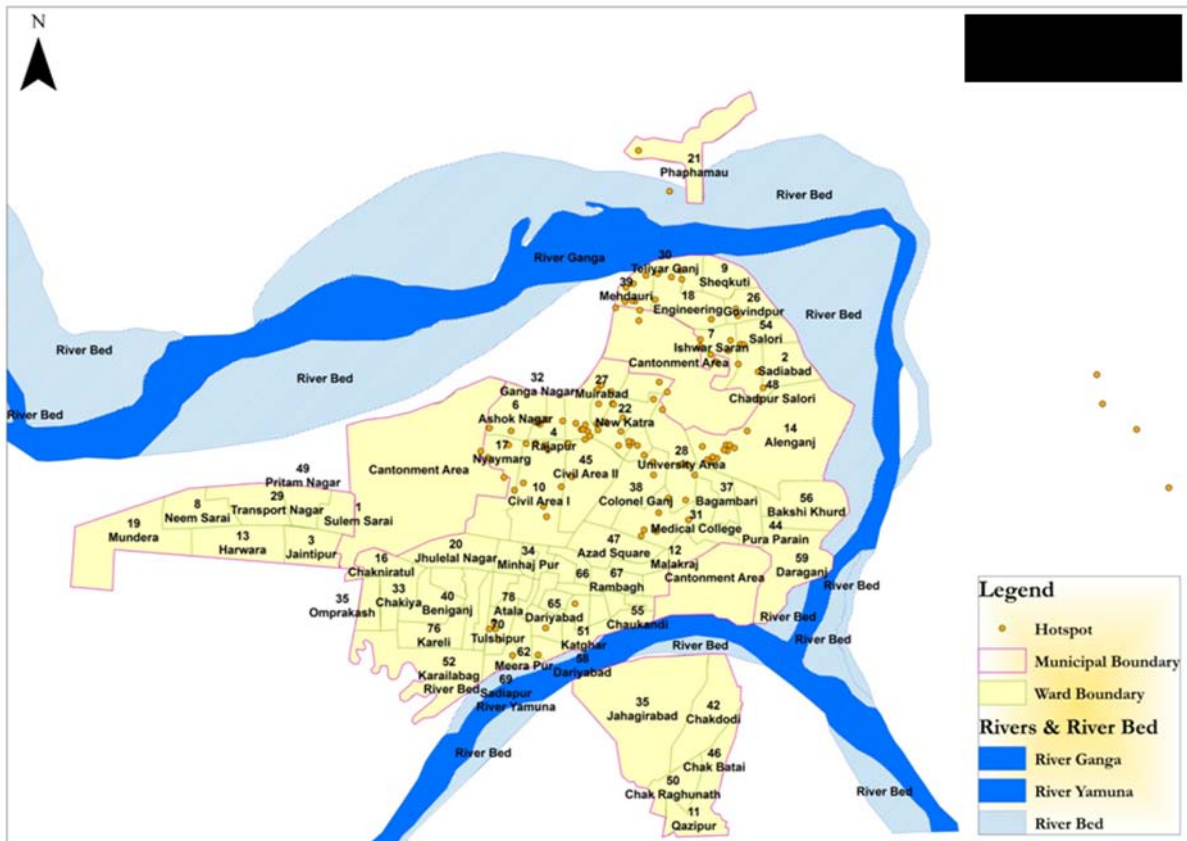 N
21
Phaphamau
River Bed
River Bed
River Ganga
30
Teliyar Ganj
9
Sheqkuti
39
Mehdauri
18
Engineering
26
Govindpur
River Bed
54
Salori
7
Ishwar Saran
River Bed
2
Sadiabad
Cantonment Area
River Bed
32
Ganga Nagar
27
Muirabad
48
Chadpur Salori
River Bed
6
Ashok Nagar
22
New Katra
14
Alenganj
4
Rajapur
17
Nyaymarg
45
Civil Area II
28
University Area
Cantonment Area
49
Pritam Nagar
10
Civil Area I
38
Colonel Ganj
37
Bagambari
29
Transport Nagar
8
Neem Sarai
1
Sulem Sarai
56
Bakshi Khurd
31
Medical College
19
Mundera
13
Harwara
3
Jaintipur
44
Pura Parain
47
Azad Square
20
Jhulelal Nagar
34
Minhaj Pur
12
Malakraj
16
Chakniratul
59
Daraganj
66
67
Rambagh
Cantonment Area
River Bed
35
Omprakash
33
Chakiya
40
Beniganj
78
Atala
65
Dariyabad
55
Chaukandi
River Bed
76
Kareli
70
Tulshipur
51
Katghar
River Bed
River Bed
62
Meera Pur
58
Dariyabad
52
Karailabag
River Bed
69
Sadiapur
River Yamuna
River Bed
35
Jahagirabad
42
Chakdodi
46
Chak Batai
50
Chak Raghunath
River Bed
11
Qazipur
Legend
Hotspot
Municipal Boundary
Ward Boundary
Rivers & River Bed
River Ganga
River Yamuna
River Bed